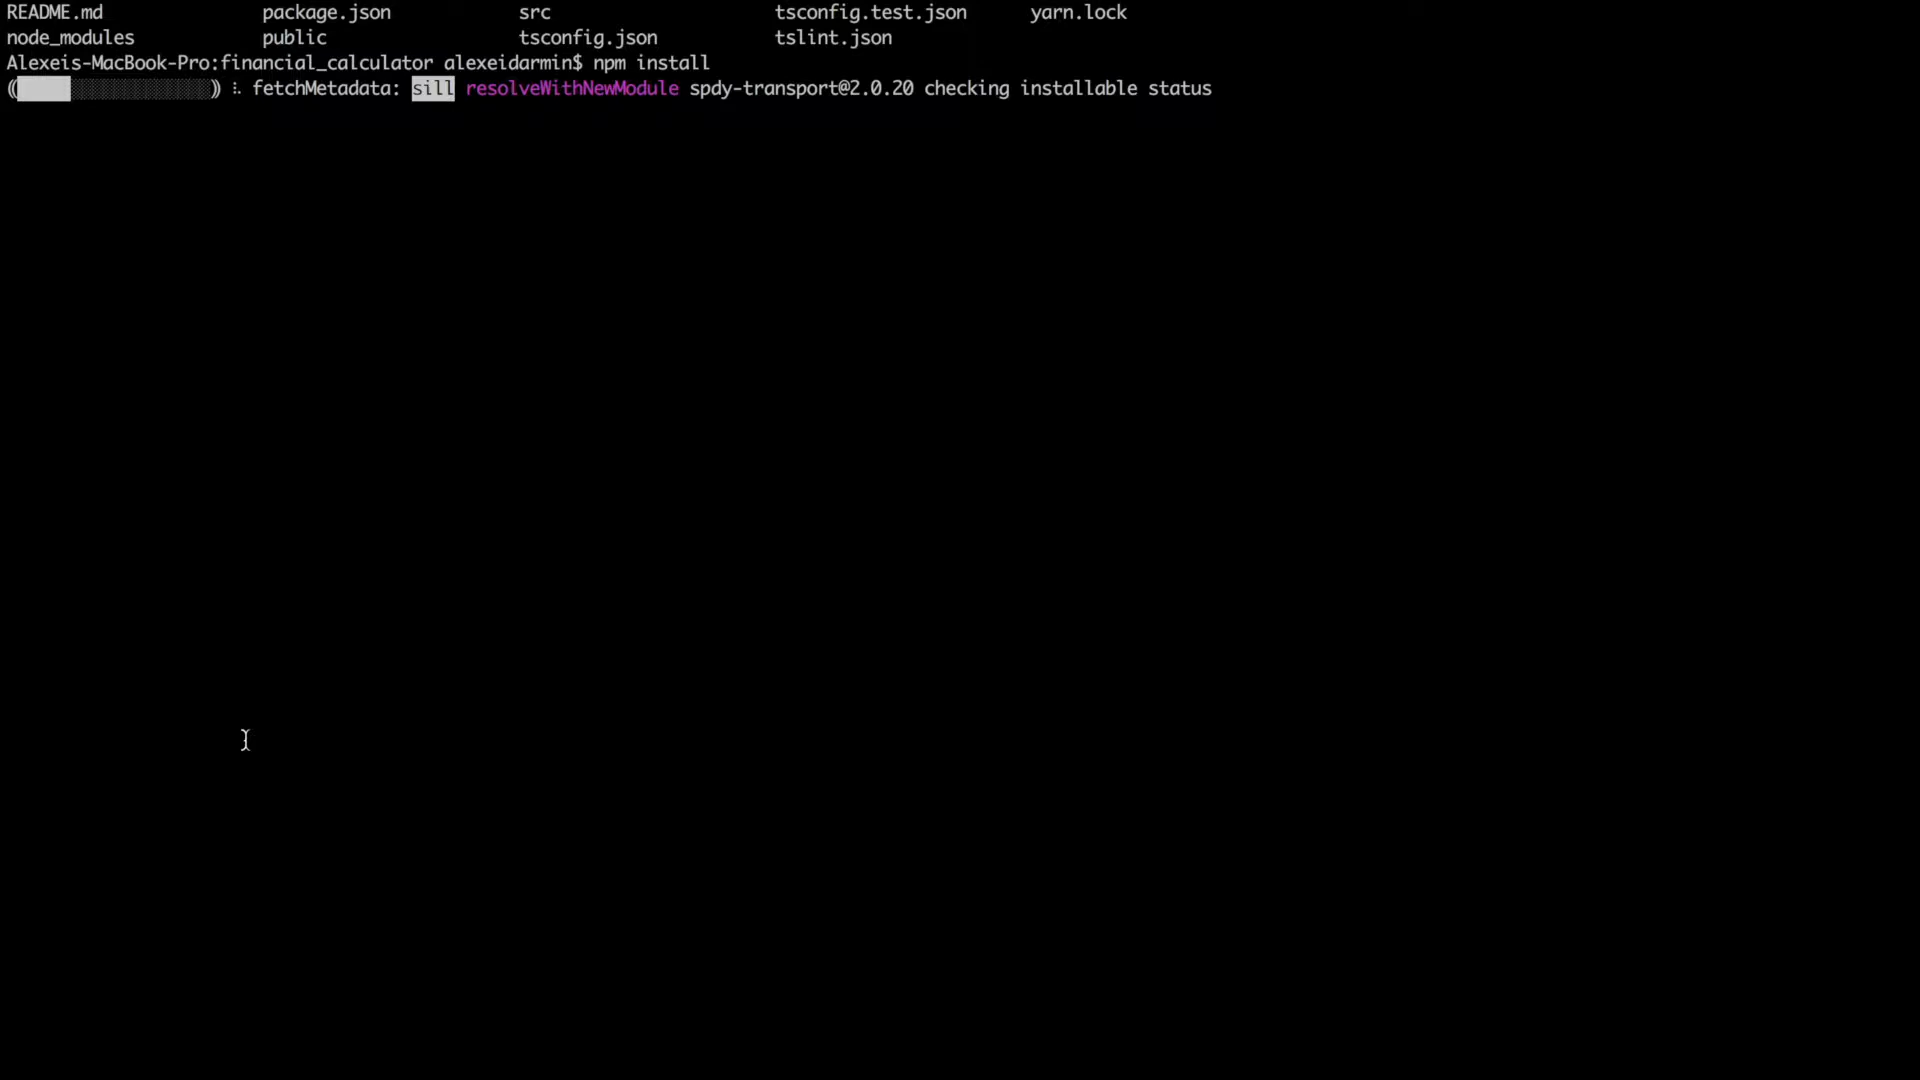 README.md package.json src tsconfig.test.json yarn.lock
node_modules public tsconfig.json tslint.json
Alexeis-MacBook-Pro:financial_calculator alexeidarmin$ npm install
fetchMetadata: sill resolveWithNewModule spdy-transport@2.0.20 checking installable status